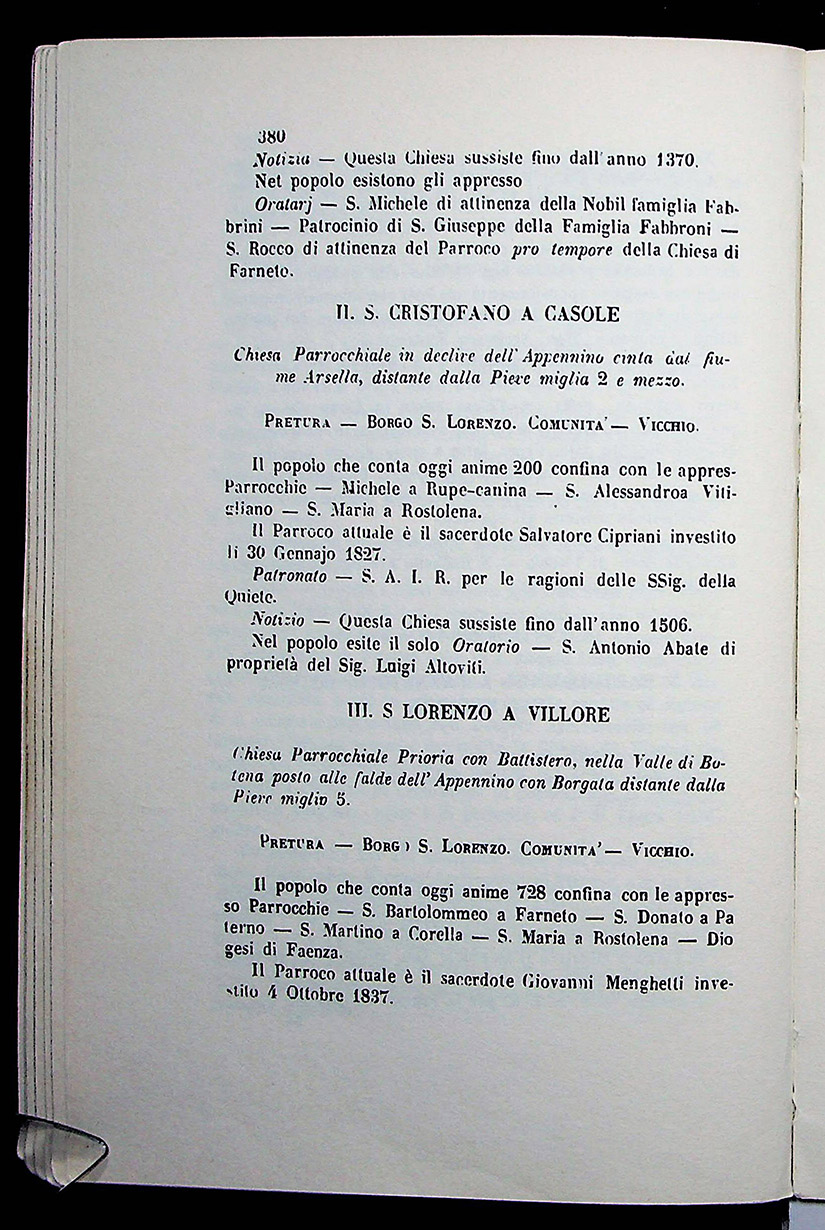 380
Notizia — Questa Chiesa sussiste fino dall'anno 1370.
Nel popolo esistono gli appresso
Oratarj — S. Michele di attinenza della Nobil famiglia Fab-
brini — Patrocinio di S. Giuseppe della Famiglia Fabbroni —
S. Rocco di attinenza del Parroco pro tempore della Chiesa di
Farneto.
II. S. CRISTOFANO A CASOLE
Chiesa Parrocchiale in declive dell' Appennino cinta dal fiu-
me Arsella, distante dalla Pieve miglia 2 e mezzo.
PRETURA — BORGO S. LORENZO. COMUNITA' — VICCHIO.
Il popolo che conta oggi anime 200 confina con le appres-
Parrocchie — Michele a Rupe-canina — S. Alessandroa Viti-
gliano — S. Maria a Rostolena.
Il Parroco attuale è il sacerdote Salvatore Cipriani investito
li 30 Gennajo 1827.
Patronato — S. A. I. R. per le ragioni delle SSig. della
Quiete.
Notizio — Questa Chiesa sussiste fino dall'anno 1506.
Nel popolo esite il solo Oratorio — S. Antonio Abate di
proprietà del Sig. Luigi Altoviti.
III. S LORENZO A VILLORE
Chiesa Parrocchiale Prioria con Battistero, nella Valle di Bo-
tena posto alle falde dell' Appennino con Borgata distante dalla
Pieve miglio 5.
PRETURA — BORGO S. LORENZO. COMUNITA' — VICCHIO.
Il popolo che conta oggi anime 728 confina con le appres-
so Parrocchie — S. Bartolommeo a Farneto — S. Donato a Pa
terno — S. Martino a Corella — S. Maria a Rostolena — Dio
gesi di Faenza.
Il Parroco attuale è il sacerdote Giovanni Menghetti inve-
stito 4 Ottobre 1837.